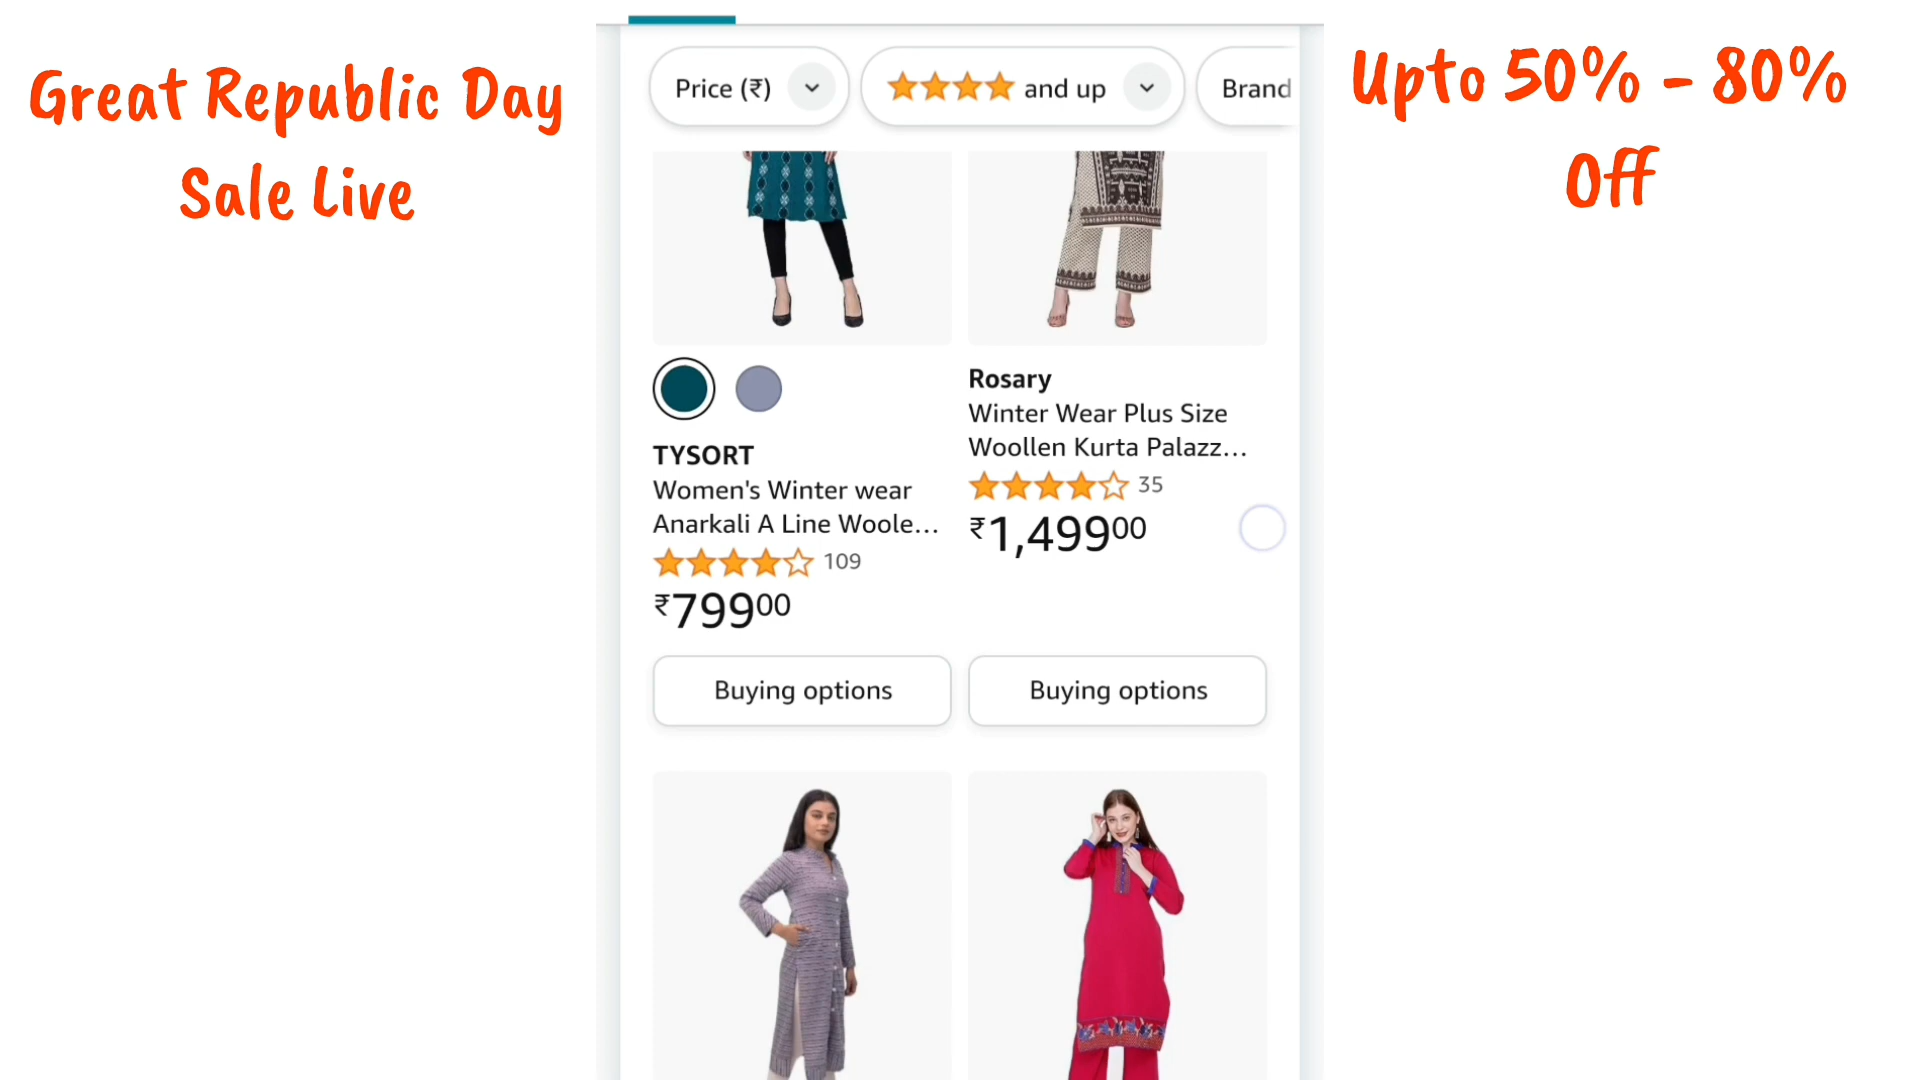 Great Republic Day
Sale Live
Upto 50% - 80%
Off
Price (₹)
and up
Brand
TYSORT
Women's Winter wear
Anarkali A Line Woole...
109
₹79900
Buying options
Rosary
Winter Wear Plus Size
Woollen Kurta Palazz...
35
₹1,49900
Buying options